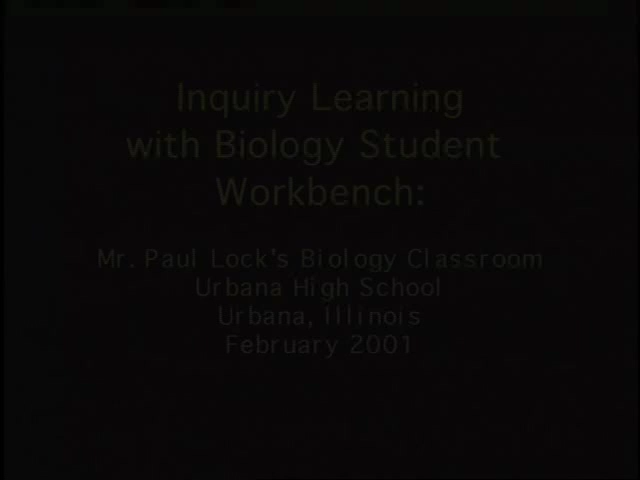 Inquiry Learning
with Biology Student
Workbench:
Mr. Paul Lock's Biology Classroom
Urbana High School
Urbana, Illinois
February 2001